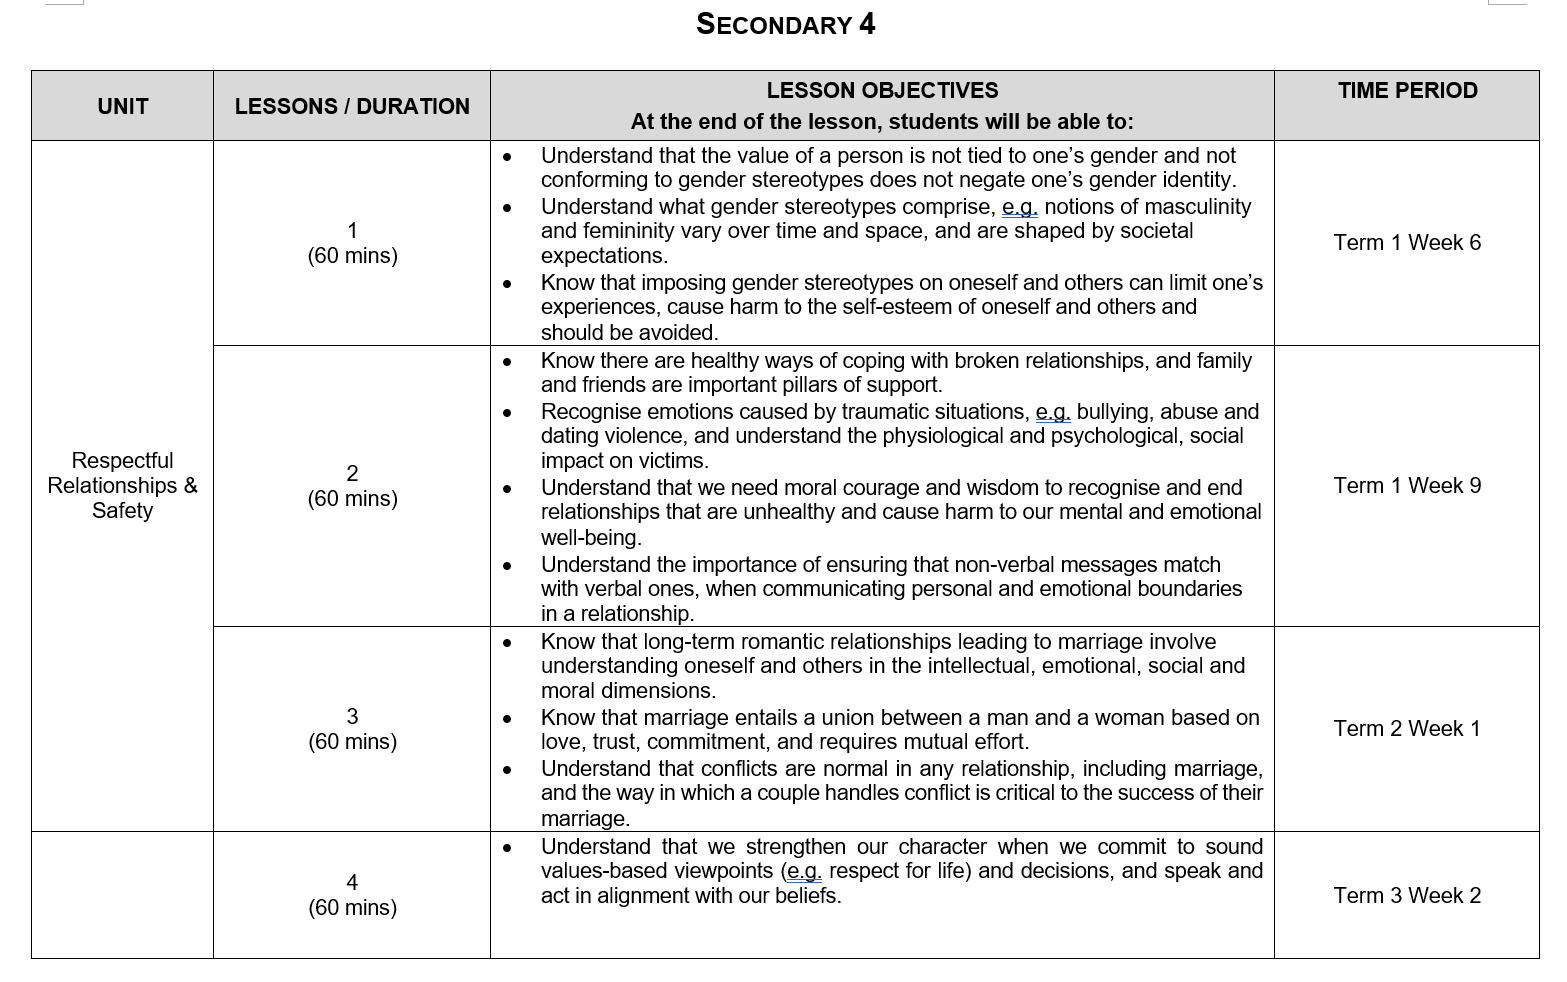 SECONDARY 4
UNIT
LESSONS / DURATION
LESSON OBJECTIVES
At the end of the lesson, students will be able to:
TIME PERIOD
Respectful
Relationships &
Safety
1
(60 mins)
• Understand that the value of a person is not tied to one’s gender and not
conforming to gender stereotypes does not negate one’s gender identity.
• Understand what gender stereotypes comprise, e.g. notions of masculinity
and femininity vary over time and space, and are shaped by societal
expectations.
• Know that imposing gender stereotypes on oneself and others can limit one’s
experiences, cause harm to the self-esteem of oneself and others and
should be avoided.
Term 1 Week 6
2
(60 mins)
• Know there are healthy ways of coping with broken relationships, and family
and friends are important pillars of support.
• Recognise emotions caused by traumatic situations, e.g. bullying, abuse and
dating violence, and understand the physiological and psychological, social
impact on victims.
• Understand that we need moral courage and wisdom to recognise and end
relationships that are unhealthy and cause harm to our mental and emotional
well-being.
• Understand the importance of ensuring that non-verbal messages match
with verbal ones, when communicating personal and emotional boundaries
in a relationship.
Term 1 Week 9
3
(60 mins)
• Know that long-term romantic relationships leading to marriage involve
understanding oneself and others in the intellectual, emotional, social and
moral dimensions.
• Know that marriage entails a union between a man and a woman based on
love, trust, commitment, and requires mutual effort.
• Understand that conflicts are normal in any relationship, including marriage,
and the way in which a couple handles conflict is critical to the success of their
marriage.
Term 2 Week 1
4
(60 mins)
• Understand that we strengthen our character when we commit to sound
values-based viewpoints (e.g. respect for life) and decisions, and speak and
act in alignment with our beliefs.
Term 3 Week 2